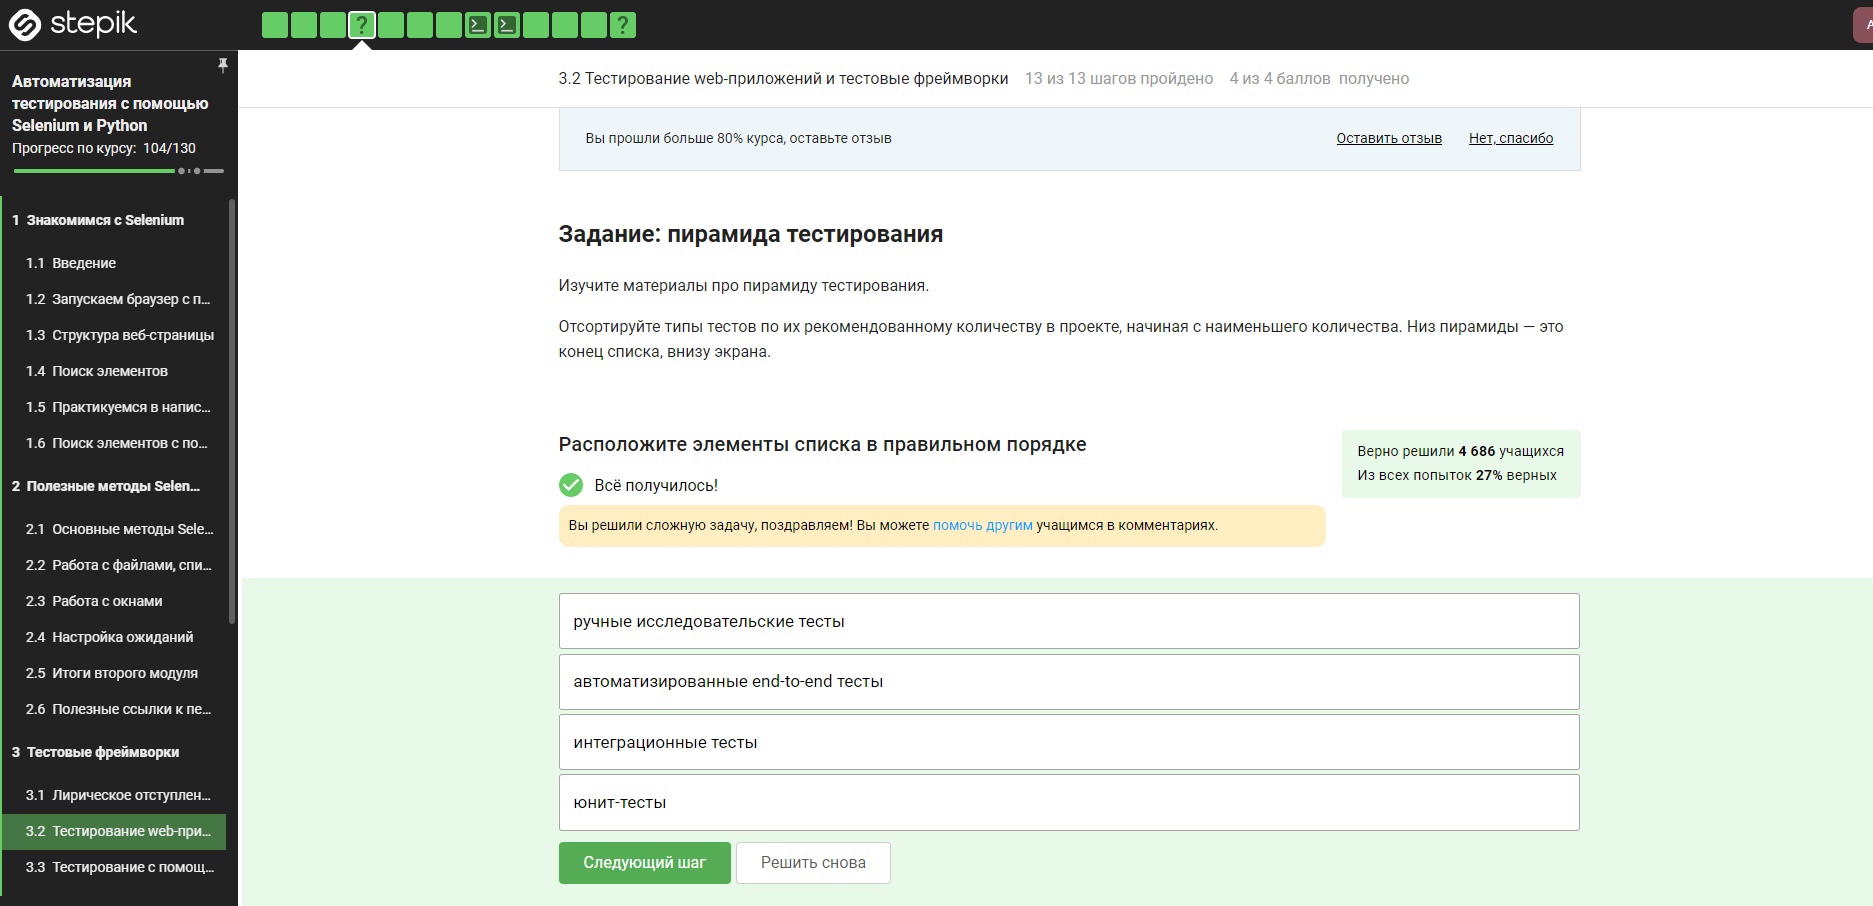 stepik
?
?
A
Автоматизация
тестирования с помощью
Selenium и Python
Прогресс по курсу: 104/130
1 Знакомимся с Selenium
1.1 Введение
1.2 Запускаем браузер с п...
1.3 Структура веб-страницы
1.4 Поиск элементов
1.5 Практикуемся в напис...
1.6 Поиск элементов с по...
2 Полезные методы Selen...
2.1 Основные методы Sele...
2.2 Работа с файлами, спи...
2.3 Работа с окнами
2.4 Настройка ожиданий
2.5 Итоги второго модуля
2.6 Полезные ссылки к пе...
3 Тестовые фреймворки
3.1 Лирическое отступлен...
3.2 Тестирование web-при...
3.3 Тестирование с помощ...
3.2 Тестирование web-приложений и тестовые фреймворки 13 из 13 шагов пройдено 4 из 4 баллов получено
Вы прошли больше 80% курса, оставьте отзыв Оставить отзыв Нет, спасибо
Задание: пирамида тестирования
Изучите материалы про пирамиду тестирования.
Отсортируйте типы тестов по их рекомендованному количеству в проекте, начиная с наименьшего количества. Низ пирамиды — это
конец списка, внизу экрана.
Расположите элементы списка в правильном порядке
Всё получилось!
Вы решили сложную задачу, поздравляем! Вы можете помочь другим учащимся в комментариях.
Верно решили 4 686 учащихся
Из всех попыток 27% верных
ручные исследовательские тесты
автоматизированные end-to-end тесты
интеграционные тесты
юнит-тесты
Следующий шаг Решить снова